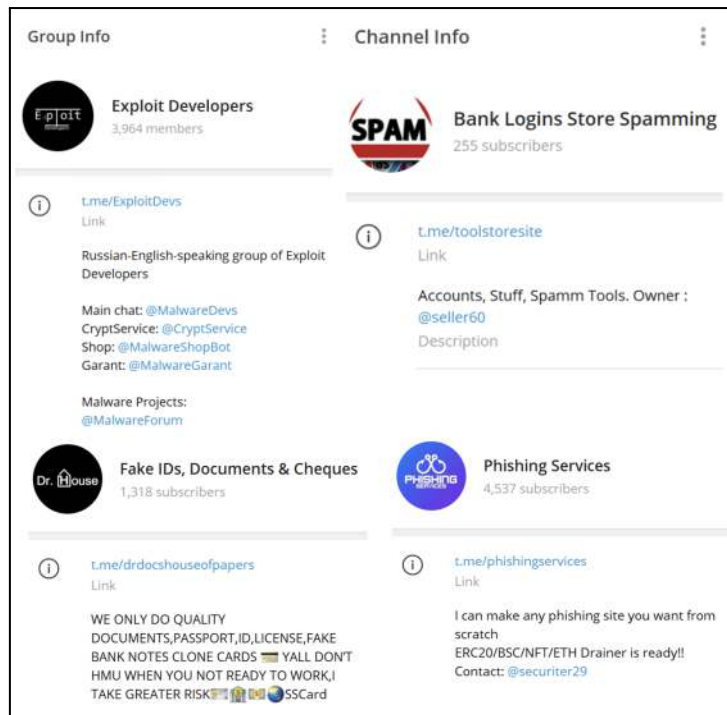 Group Info
Exploit
Exploit Developers
3,964 members
t.me/ExploitDevs
Link
Russian-English-speaking group of Exploit
Developers
Main chat: @MalwareDevs
CryptService: @CryptService
Shop: @MalwareShopBot
Garant: @MalwareGarant
Malware Projects:
@MalwareForum
Channel Info
SPAM
Bank Logins Store Spamming
255 subscribers
t.me/toolstoresite
Link
Accounts, Stuff, Spamm Tools. Owner :
@seller60
Description
Dr. House
Fake IDs, Documents & Cheques
1,318 subscribers
t.me/drdocshouseofpapers
Link
WE ONLY DO QUALITY
DOCUMENTS,PASSPORT,ID,LICENSE,FAKE
BANK NOTES CLONE CARDS 💳 YALL DON'T
HMU WHEN YOU NOT READY TO WORK,I
TAKE GREATER RISK💳🏦💴🌏SSCard
PHISHING
SERVICES
Phishing Services
4,537 subscribers
t.me/phishingservices
Link
I can make any phishing site you want from
scratch
ERC20/BSC/NFT/ETH Drainer is ready!!
Contact: @securiter29